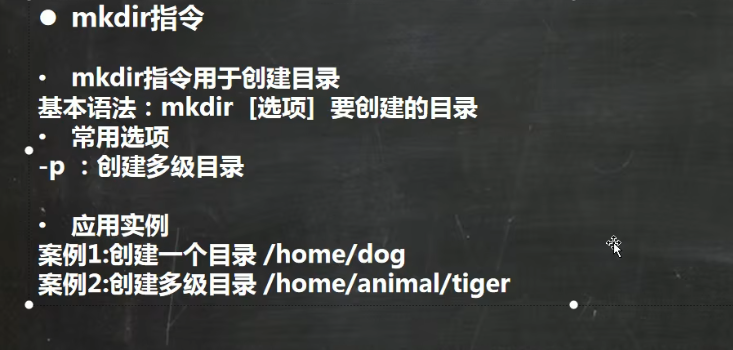 ● mkdir指令
• mkdir指令用于创建目录
基本语法：mkdir [选项] 要创建的目录
• 常用选项
-p ：创建多级目录
• 应用实例
案例1:创建一个目录 /home/dog
案例2:创建多级目录 /home/animal/tiger